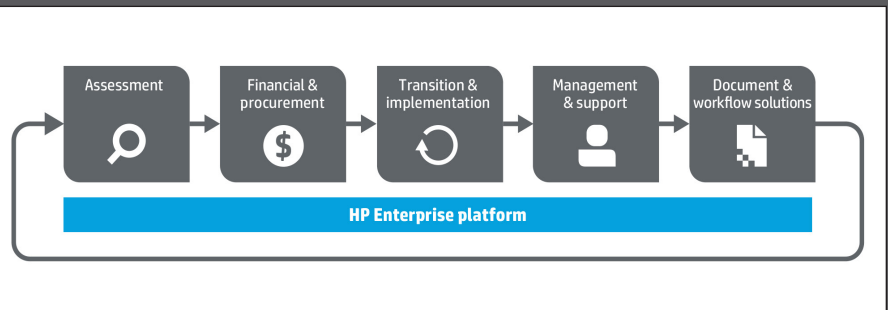 Assessment
Financial &
procurement
Transition &
implementation
Management
& support
Document &
workflow solutions
$
HP Enterprise platform